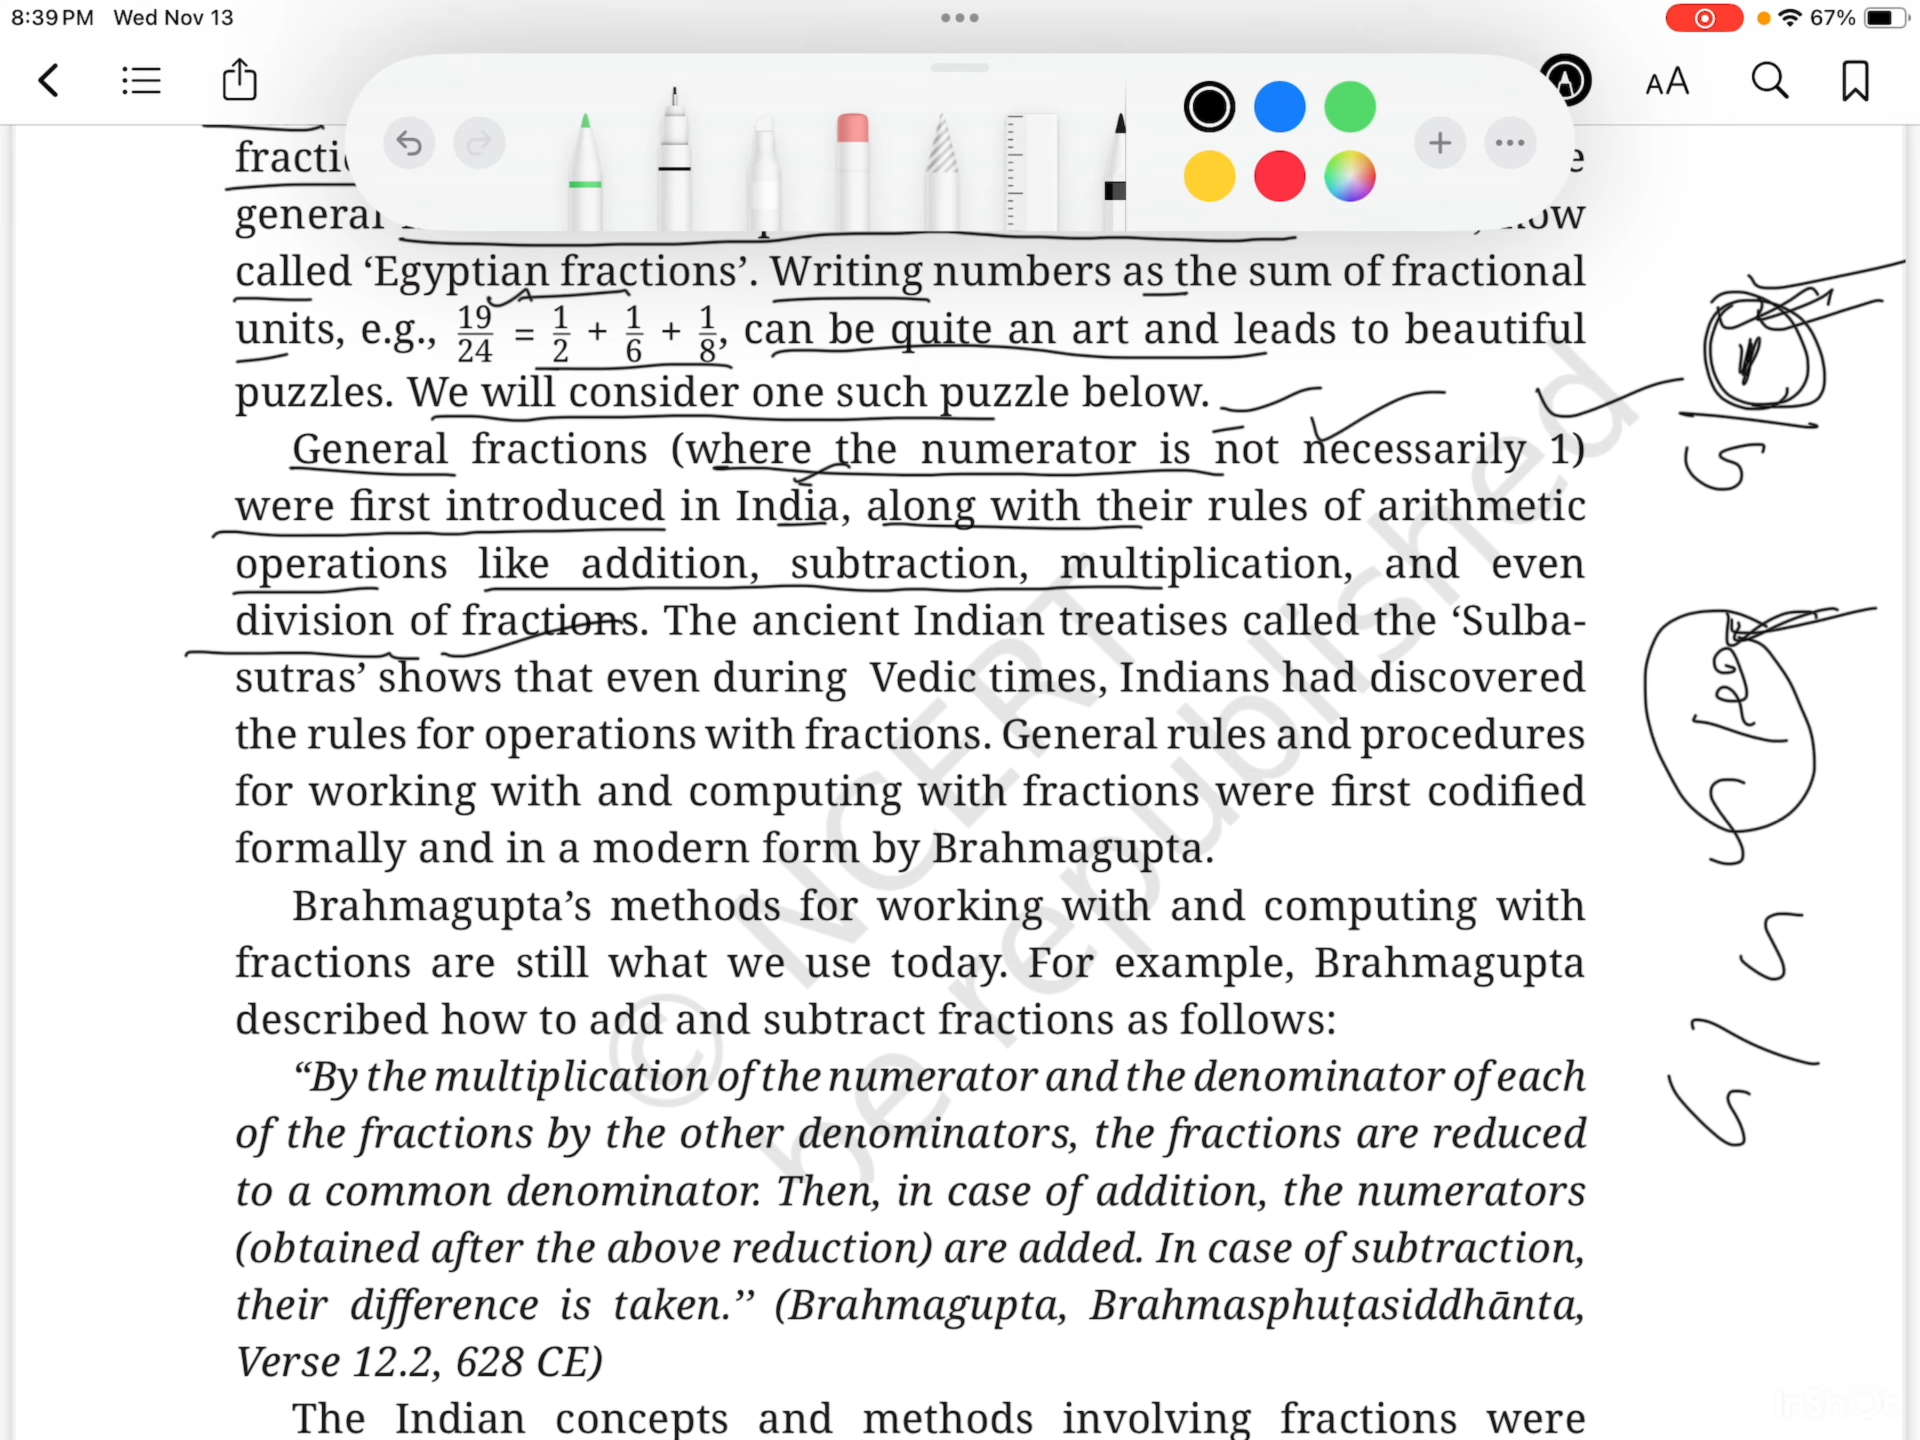 8:39 PM Wed Nov 13
67%
AA
general
called ‘Egyptian fractions’. Writing numbers as the sum of fractional
units, e.g., 19/24 = 1/2 + 1/6 + 1/8, can be quite an art and leads to beautiful
puzzles. We will consider one such puzzle below.
General fractions (where the numerator is not necessarily 1)
were first introduced in India, along with their rules of arithmetic
operations like addition, subtraction, multiplication, and even
division of fractions. The ancient Indian treatises called the ‘Sulba-
sutras’ shows that even during Vedic times, Indians had discovered
the rules for operations with fractions. General rules and procedures
for working with and computing with fractions were first codified
formally and in a modern form by Brahmagupta.
Brahmagupta’s methods for working with and computing with
fractions are still what we use today. For example, Brahmagupta
described how to add and subtract fractions as follows:
“By the multiplication of the numerator and the denominator of each
of the fractions by the other denominators, the fractions are reduced
to a common denominator. Then, in case of addition, the numerators
(obtained after the above reduction) are added. In case of subtraction,
their difference is taken.’’ (Brahmagupta, Brahmasphuṭasiddhānta,
Verse 12.2, 628 CE)
The Indian concepts and methods involving fractions were
© NCERT
be republished